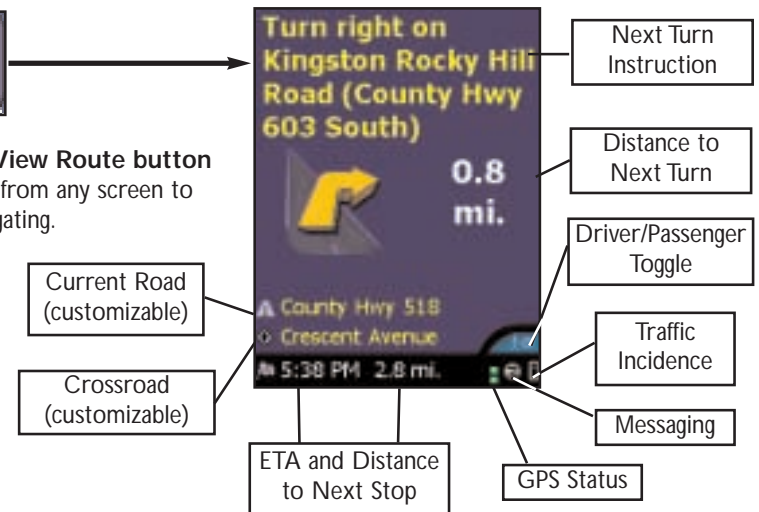 Turn right on
Kingston Rocky Hill
Road (County Hwy
603 South)
0.8
mi.
County Hwy 518
Crescent Avenue
5:38 PM 2.8 mi.
View Route button
from any screen to
gating.
Next Turn
Instruction
Distance to
Next Turn
Driver/Passenger
Toggle
Traffic
Incidence
Messaging
GPS Status
ETA and Distance
to Next Stop
Current Road
(customizable)
Crossroad
(customizable)